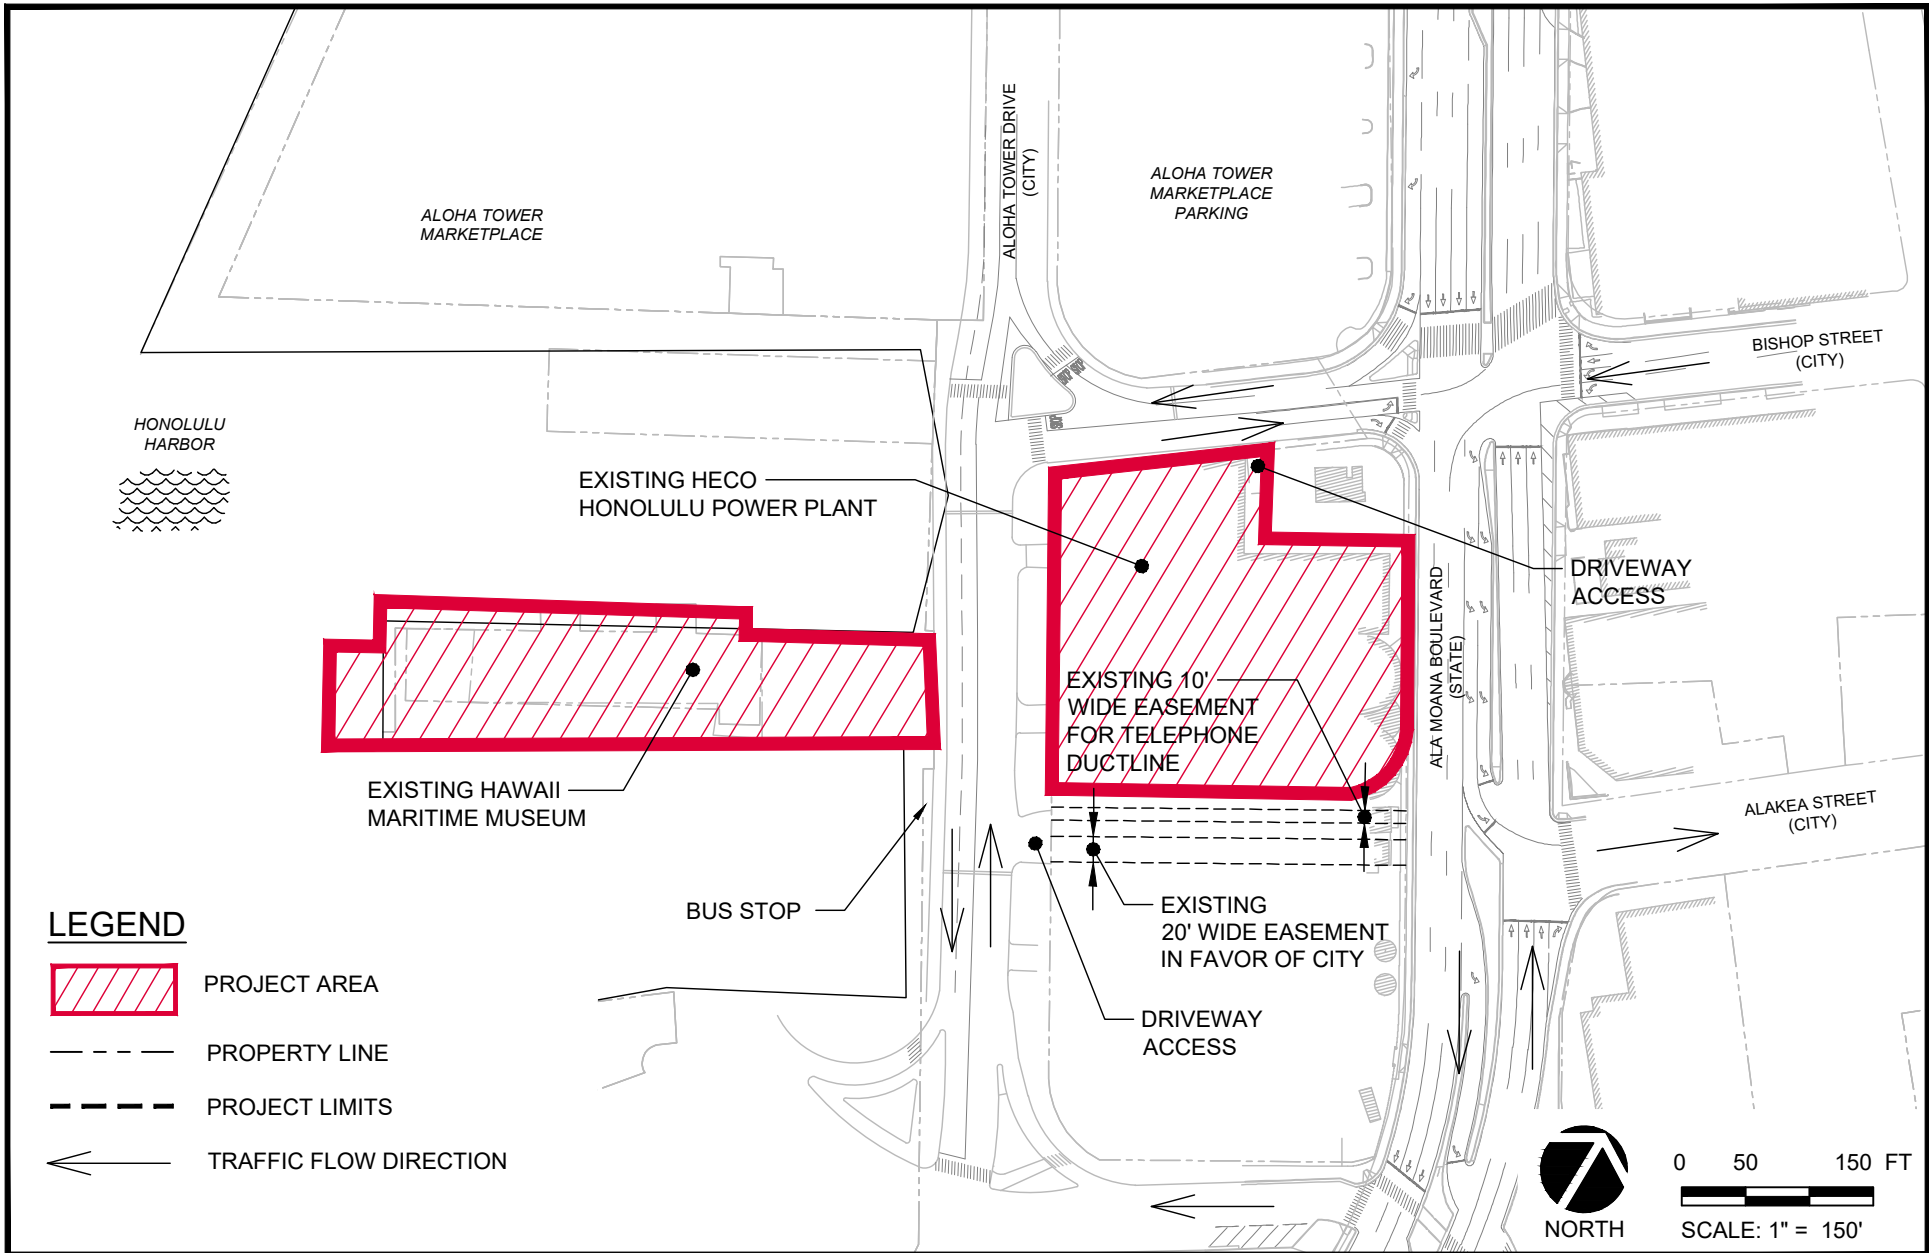 ALOHA TOWER
MARKETPLACE
ALOHA TOWER DRIVE
(CITY)
ALOHA TOWER
MARKETPLACE
PARKING
BISHOP STREET
(CITY)
HONOLULU
HARBOR
EXISTING HECO
HONOLULU POWER PLANT
DRIVEWAY
ACCESS
ALA MOANA BOULEVARD
(STATE)
EXISTING 10'
WIDE EASEMENT
FOR TELEPHONE
DUCTLINE
EXISTING HAWAII
MARITIME MUSEUM
ALAKEA STREET
(CITY)
BUS STOP
EXISTING
20' WIDE EASEMENT
IN FAVOR OF CITY
DRIVEWAY
ACCESS
LEGEND
PROJECT AREA
PROPERTY LINE
PROJECT LIMITS
TRAFFIC FLOW DIRECTION
NORTH
0 50 150 FT
SCALE: 1" = 150'